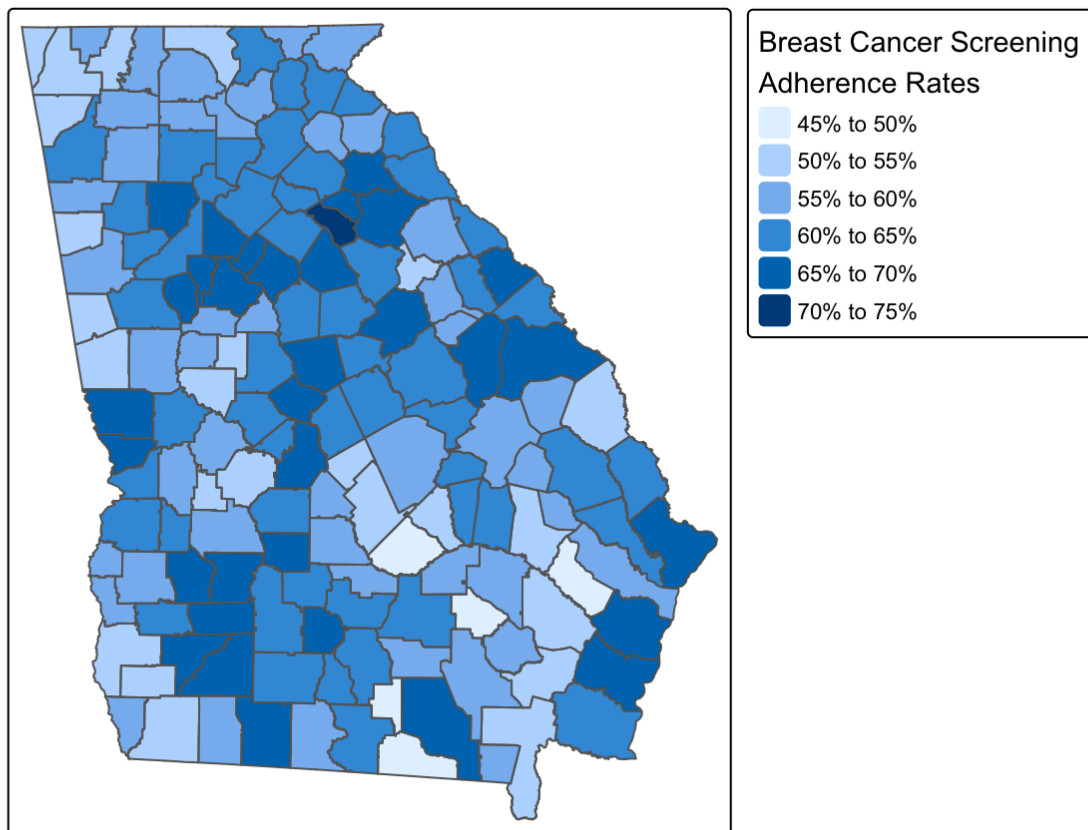 Breast Cancer Screening
Adherence Rates
45% to 50%
50% to 55%
55% to 60%
60% to 65%
65% to 70%
70% to 75%